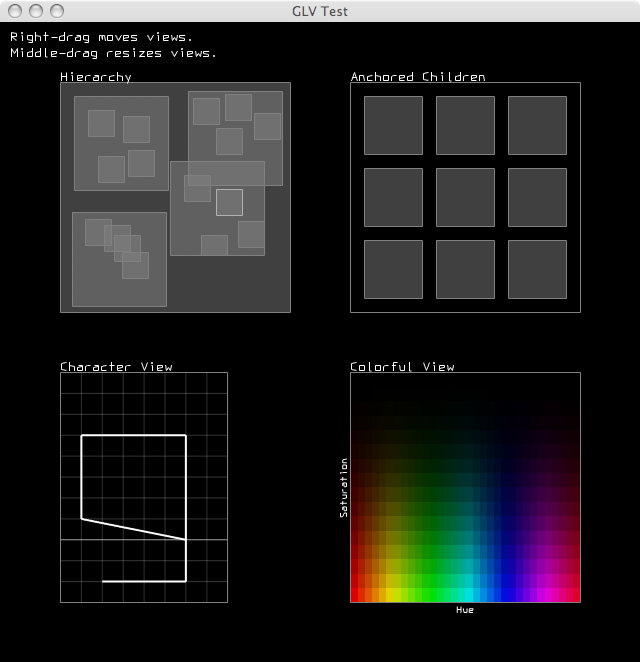 GLV Test
Right-drag moves views.
Middle-drag resizes views.
Hierarchy
Anchored Children
Character View
Colorful View
Saturation
Hue